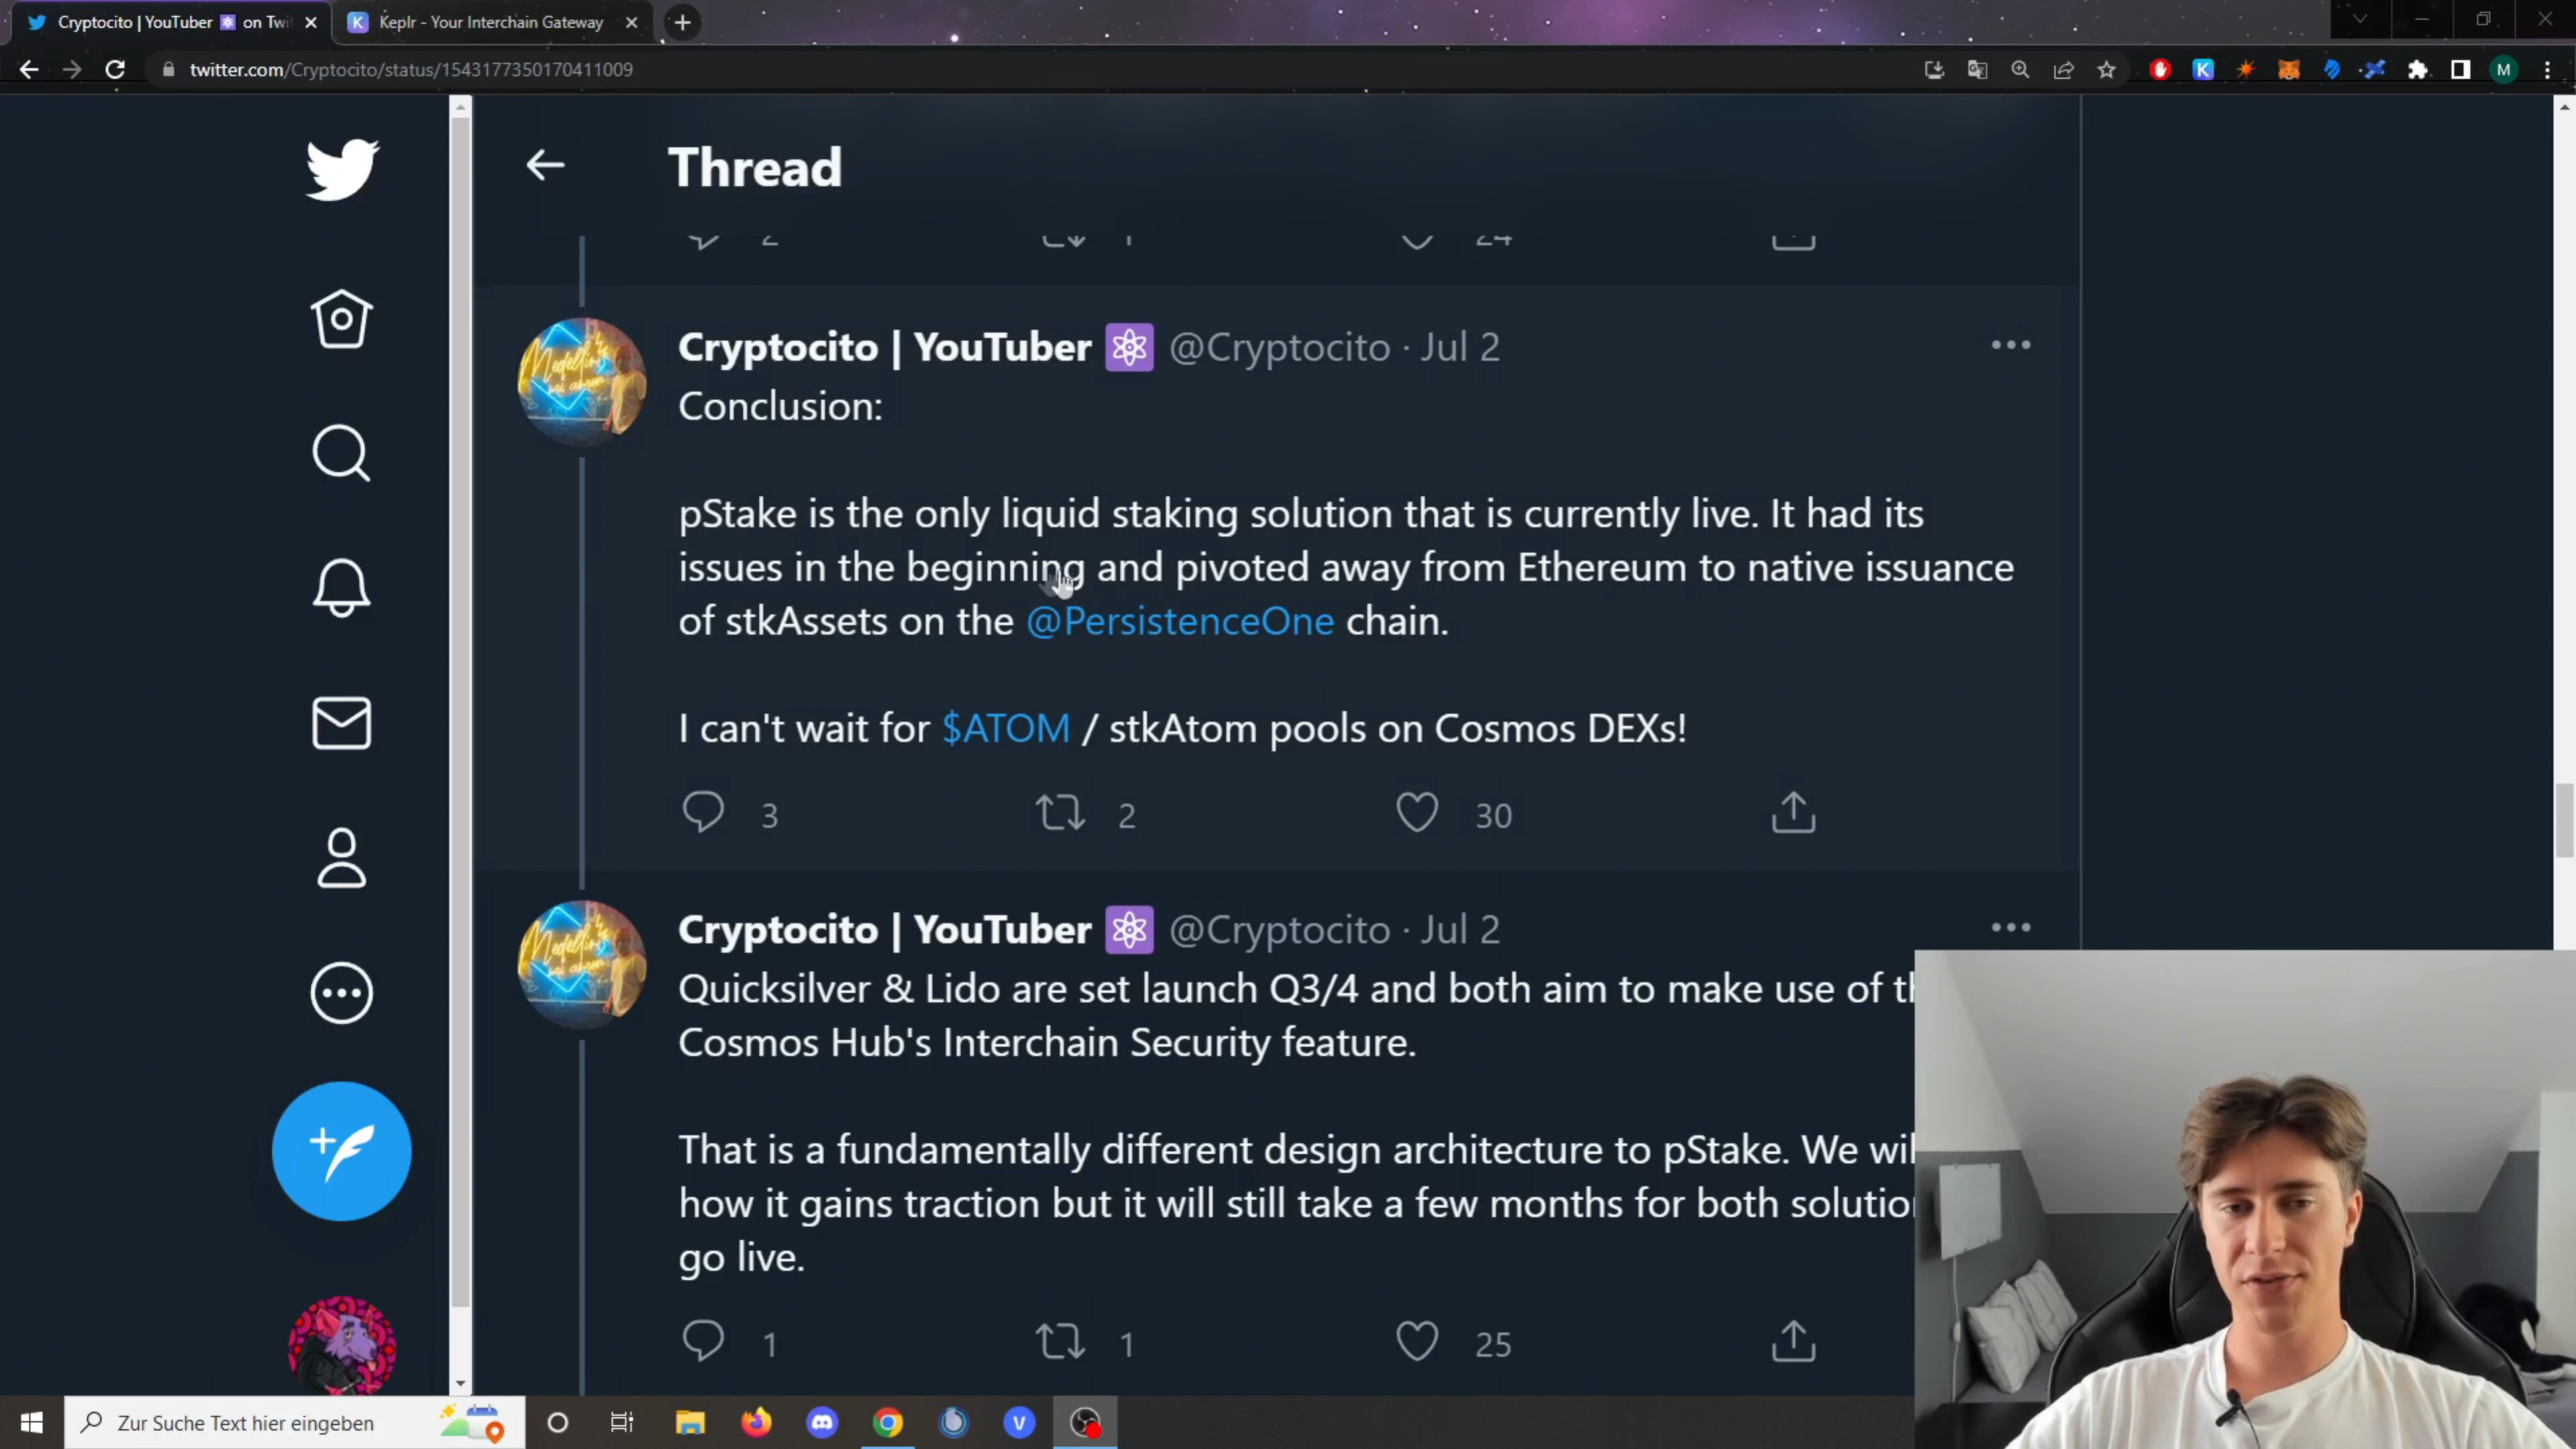 Cryptocito | YouTuber ⚛ on Twi
Keplr - Your Interchain Gateway
twitter.com/Cryptocito/status/1543177350170411009
M
Thread
2 1 24
Cryptocito | YouTuber ⚛ @Cryptocito · Jul 2
Conclusion:
pStake is the only liquid staking solution that is currently live. It had its
issues in the beginning and pivoted away from Ethereum to native issuance
of stkAssets on the @PersistenceOne chain.
I can't wait for $ATOM / stkAtom pools on Cosmos DEXs!
3 2 30
Cryptocito | YouTuber ⚛ @Cryptocito · Jul 2
Quicksilver & Lido are set launch Q3/4 and both aim to make use of
Cosmos Hub's Interchain Security feature.
That is a fundamentally different design architecture to pStake. We
how it gains traction but it will still take a few months for both
go live.
1 1 25
Zur Suche Text hier eingeben